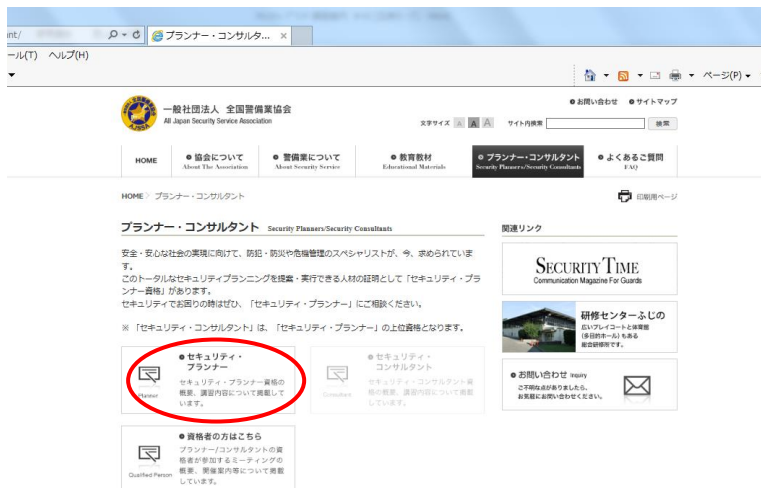 nt/
プランナー・コンサルタ... ×
ール(T) ヘルプ(H)
ページ(P)
一般社団法人 全国警備業協会
All Japan Security Service Association
AJSSA
お問い合わせ サイトマップ
文字サイズ A A A サイト内検索 検索
HOME
協会について
About The Association
警備業について
About Security Service
教育教材
Educational Materials
プランナー・コンサルタント
Security Planners/Security Consultants
よくあるご質問
FAQ
HOME > プランナー・コンサルタント
印刷用ページ
プランナー・コンサルタント Security Planners/Security Consultants
安全・安心な社会の実現に向けて、防犯・防災や危機管理のスペシャリストが、今、求められていま
す。
このトータルなセキュリティプランニングを提案・実行できる人材の証明として「セキュリティ・プラ
ンナー資格」があります。
セキュリティでお困りの時はぜひ、「セキュリティ・プランナー」にご相談ください。
※ 「セキュリティ・コンサルタント」は、「セキュリティ・プランナー」の上位資格となります。
セキュリティ・
プランナー
セキュリティ・プランナー資格の
概要、講習内容について掲載して
います。
Planner
セキュリティ・
コンサルタント
セキュリティ・コンサルタント資
格の概要、講習内容について掲載
しています。
Consultant
資格者の方はこちら
プランナー/コンサルタントの資
格者が参加するミーティングの
概要、開催案内等について掲載
しています。
Qualified Person
関連リンク
SECURITY TIME
Communication Magazine For Guards
研修センターふじの
広いプレイコートと体育館
(多目的ホール)もある
総合研修所です。
お問い合わせ Inquiry
ご不明な点がありましたら、
お気軽にお問い合わせください。